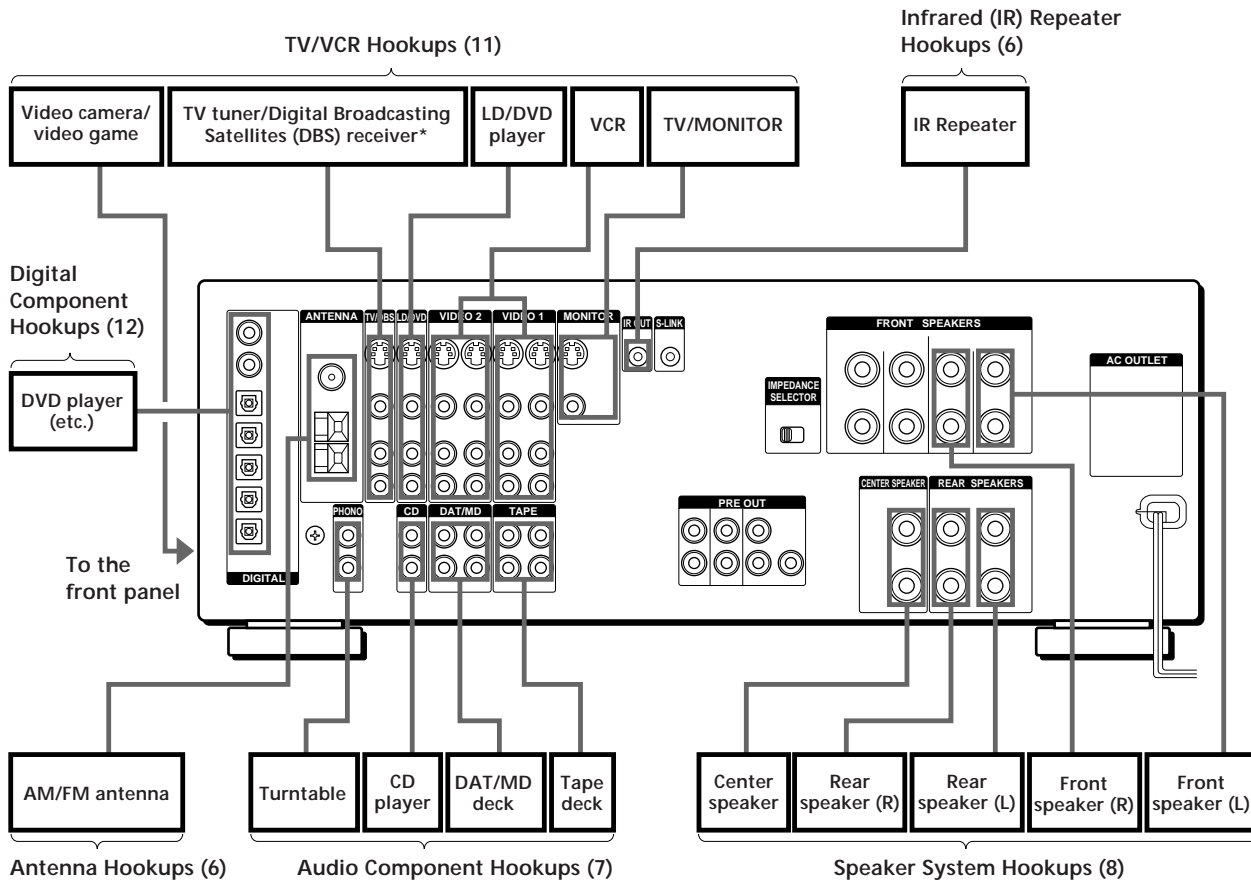 Infrared (IR) Repeater
Hookups (6)
TV/VCR Hookups (11)
Video camera/
video game
TV tuner/Digital Broadcasting
Satellites (DBS) receiver*
LD/DVD
player
VCR
TV/MONITOR
IR Repeater
Digital
Component
Hookups (12)
DVD player
(etc.)
To the
front panel
ANTENNA
TV/DBS
LD/DVD
VIDEO 2
VIDEO 1
MONITOR
IR OUT
S-LINK
FRONT SPEAKERS
AC OUTLET
IMPEDANCE
SELECTOR
CENTER SPEAKER
REAR SPEAKERS
PRE OUT
PHONO
CD
DAT/MD
TAPE
DIGITAL
AM/FM antenna
Turntable
CD
player
DAT/MD
deck
Tape
deck
Center
speaker
Rear
speaker (R)
Rear
speaker (L)
Front
speaker (R)
Front
speaker (L)
Antenna Hookups (6)
Audio Component Hookups (7)
Speaker System Hookups (8)